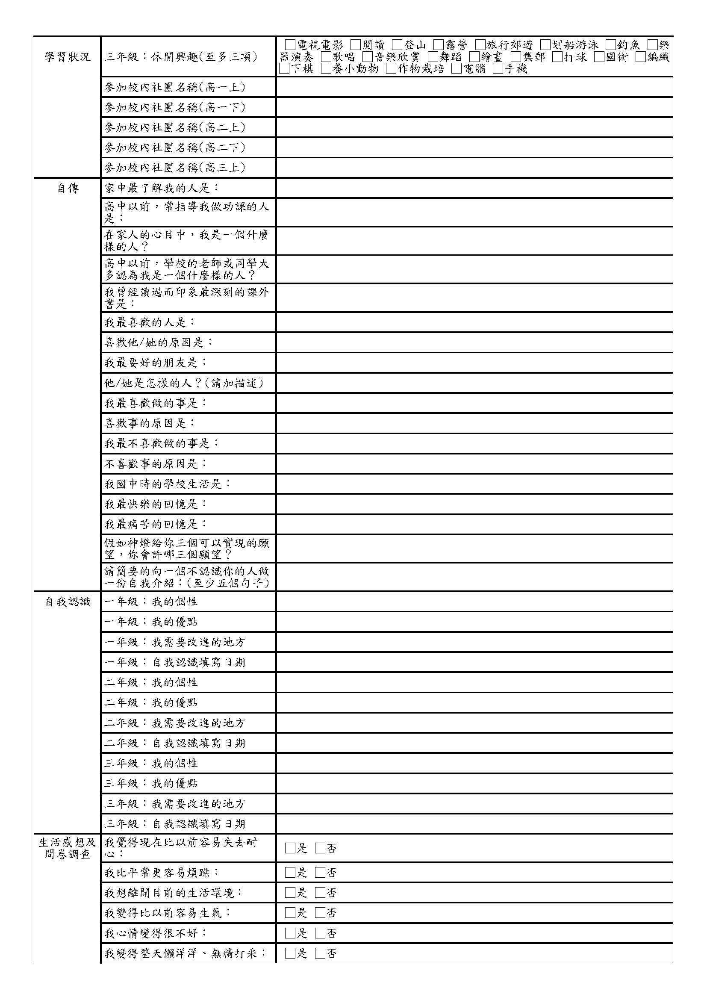 學習狀況
三年級：休閒興趣(至多三項)
□電視電影 □閱讀 □登山 □露營 □旅行郊遊 □划船游泳 □釣魚 □樂
器演奏 □歌唱 □音樂欣賞 □舞蹈 □繪畫 □集郵 □打球 □國術 □編織
□下棋 □養小動物 □作物栽培 □電腦 □手機
參加校內社團名稱(高一上)
參加校內社團名稱(高一下)
參加校內社團名稱(高二上)
參加校內社團名稱(高二下)
參加校內社團名稱(高三上)
自傳
家中最了解我的人是：
高中以前，常指導我做功課的人
是：
在家人的心目中，我是一個什麼
樣的人？
高中以前，學校的老師或同學大
多認為我是一個什麼樣的人？
我曾經讀過而印象最深刻的課外
書是：
我最喜歡的人是：
喜歡他/她的原因是：
我最要好的朋友是：
他/她是怎樣的人？(請加描述)
我最喜歡做的事是：
喜歡事的原因是：
我最不喜歡做的事是：
不喜歡事的原因是：
我國中時的學校生活是：
我最快樂的回憶是：
我最痛苦的回憶是：
假如神燈給你三個可以實現的願
望，你會許哪三個願望？
請簡要的向一個不認識你的人做
一份自我介紹：(至少五個句子)
自我認識
一年級：我的個性
一年級：我的優點
一年級：我需要改進的地方
一年級：自我認識填寫日期
二年級：我的個性
二年級：我的優點
二年級：我需要改進的地方
二年級：自我認識填寫日期
三年級：我的個性
三年級：我的優點
三年級：我需要改進的地方
三年級：自我認識填寫日期
生活感想及
問卷調查
我覺得現在比以前容易失去耐
心：
□是 □否
我比平常更容易煩躁：
□是 □否
我想離開目前的生活環境：
□是 □否
我變得比以前容易生氣：
□是 □否
我心情變得很不好：
□是 □否
我變得整天懶洋洋、無精打采：
□是 □否